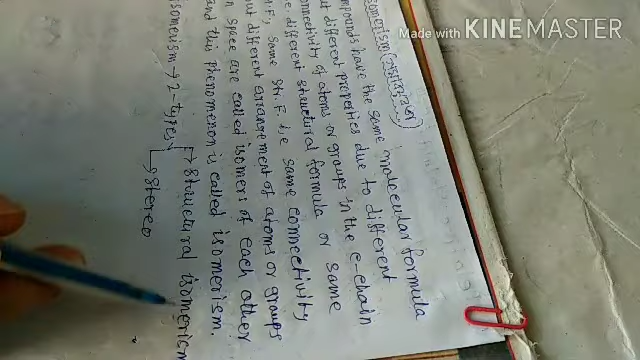 Made with KINEMASTER
isomerism
compounds have the same molecular formula
but different properties due to different
connectivity of atoms or groups in the c-chain
i.e. different structural formula or same
M.F, same str. F. i.e same connectivity
but different arrangement of atoms or groups
in space are called isomers of each other
and this phenomenon is called isomerism.
isomerism → 2-types → structural isomerism
→ stereo